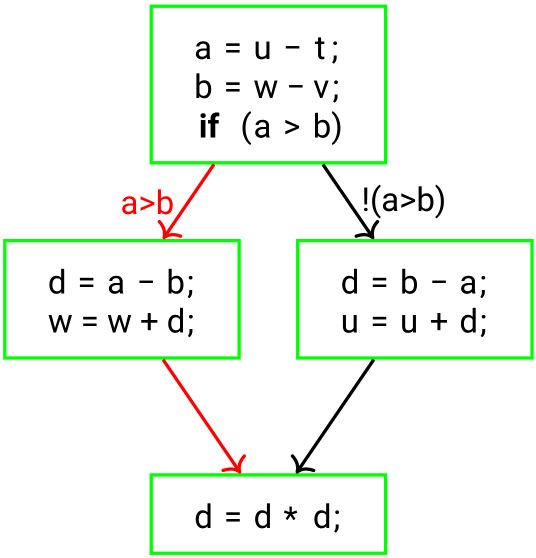 a = u - t;
b = w - v;
if (a > b)
a>b
!(a>b)
d = a - b;
w = w + d;
d = b - a;
u = u + d;
d = d * d;